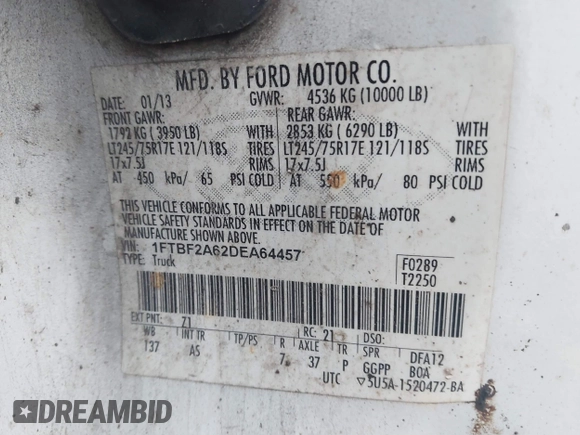 MFD. BY FORD MOTOR CO.
DATE: 01/13 GVWR: 4536 KG (10000 LB)
FRONT GAWR: REAR GAWR:
1792 KG ( 3950 LB) WITH 2853 KG ( 6290 LB) WITH
LT245/75R17E 121/118S TIRES LT245/75R17E 121/118S TIRES
17x7.5J RIMS 17x7.5J RIMS
AT 450 kPa/ 65 PSI COLD AT 550 kPa/ 80 PSI COLD
THIS VEHICLE CONFORMS TO ALL APPLICABLE FEDERAL MOTOR
VEHICLE SAFETY STANDARDS IN EFFECT ON THE DATE OF
MANUFACTURE SHOWN ABOVE.
VIN: 1FTBF2A62DEA64457
TYPE: Truck
F0289
T2250
EXT PNT: Z1 RC: 21 DSO:
WB INT TR TP/PS R AXLE TR SPR DFA12
137 AS 7 37 P GGPP BOA
UTC ▽5U5A-1520472-BA
DREAMBID